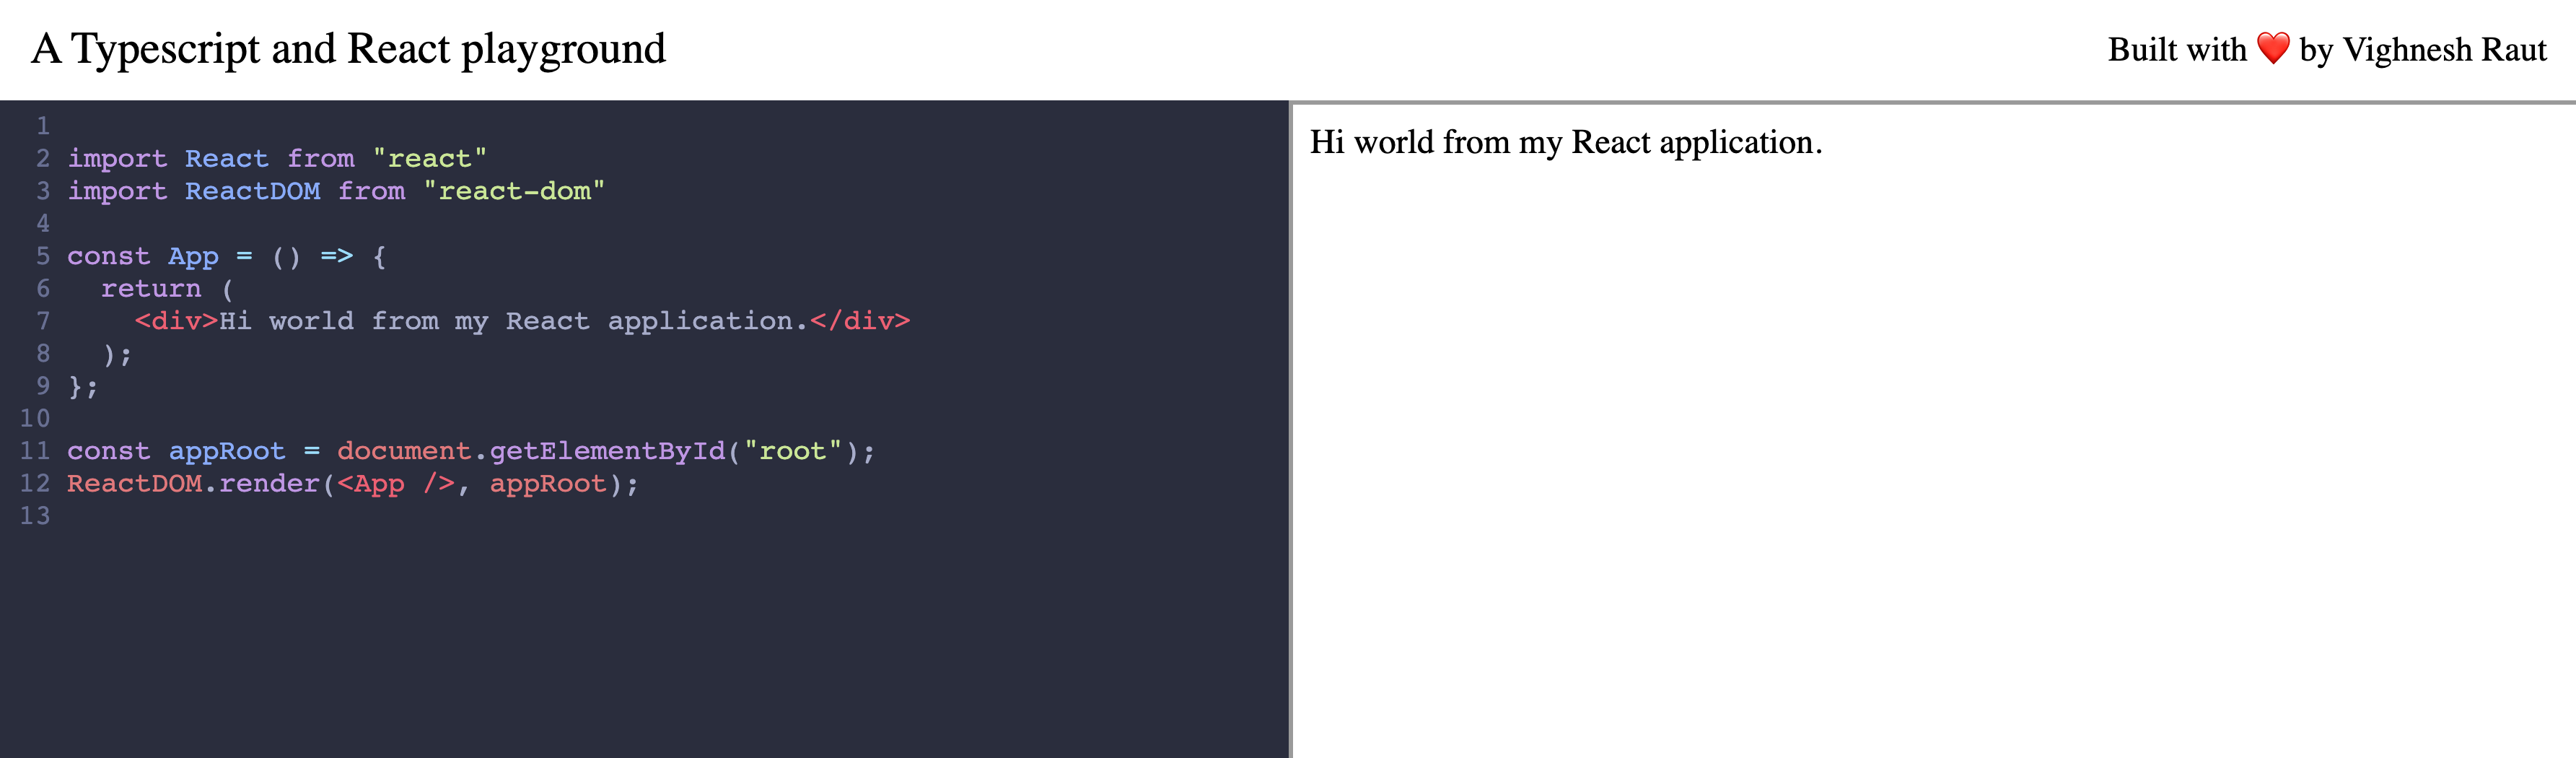 A Typescript and React playground
Built with ❤️ by Vighnesh Raut
1
2 import React from "react"
3 import ReactDOM from "react-dom"
4
5 const App = () => {
6   return (
7     <div>Hi world from my React application.</div>
8   );
9 };
10
11 const appRoot = document.getElementById("root");
12 ReactDOM.render(<App />, appRoot);
13
Hi world from my React application.